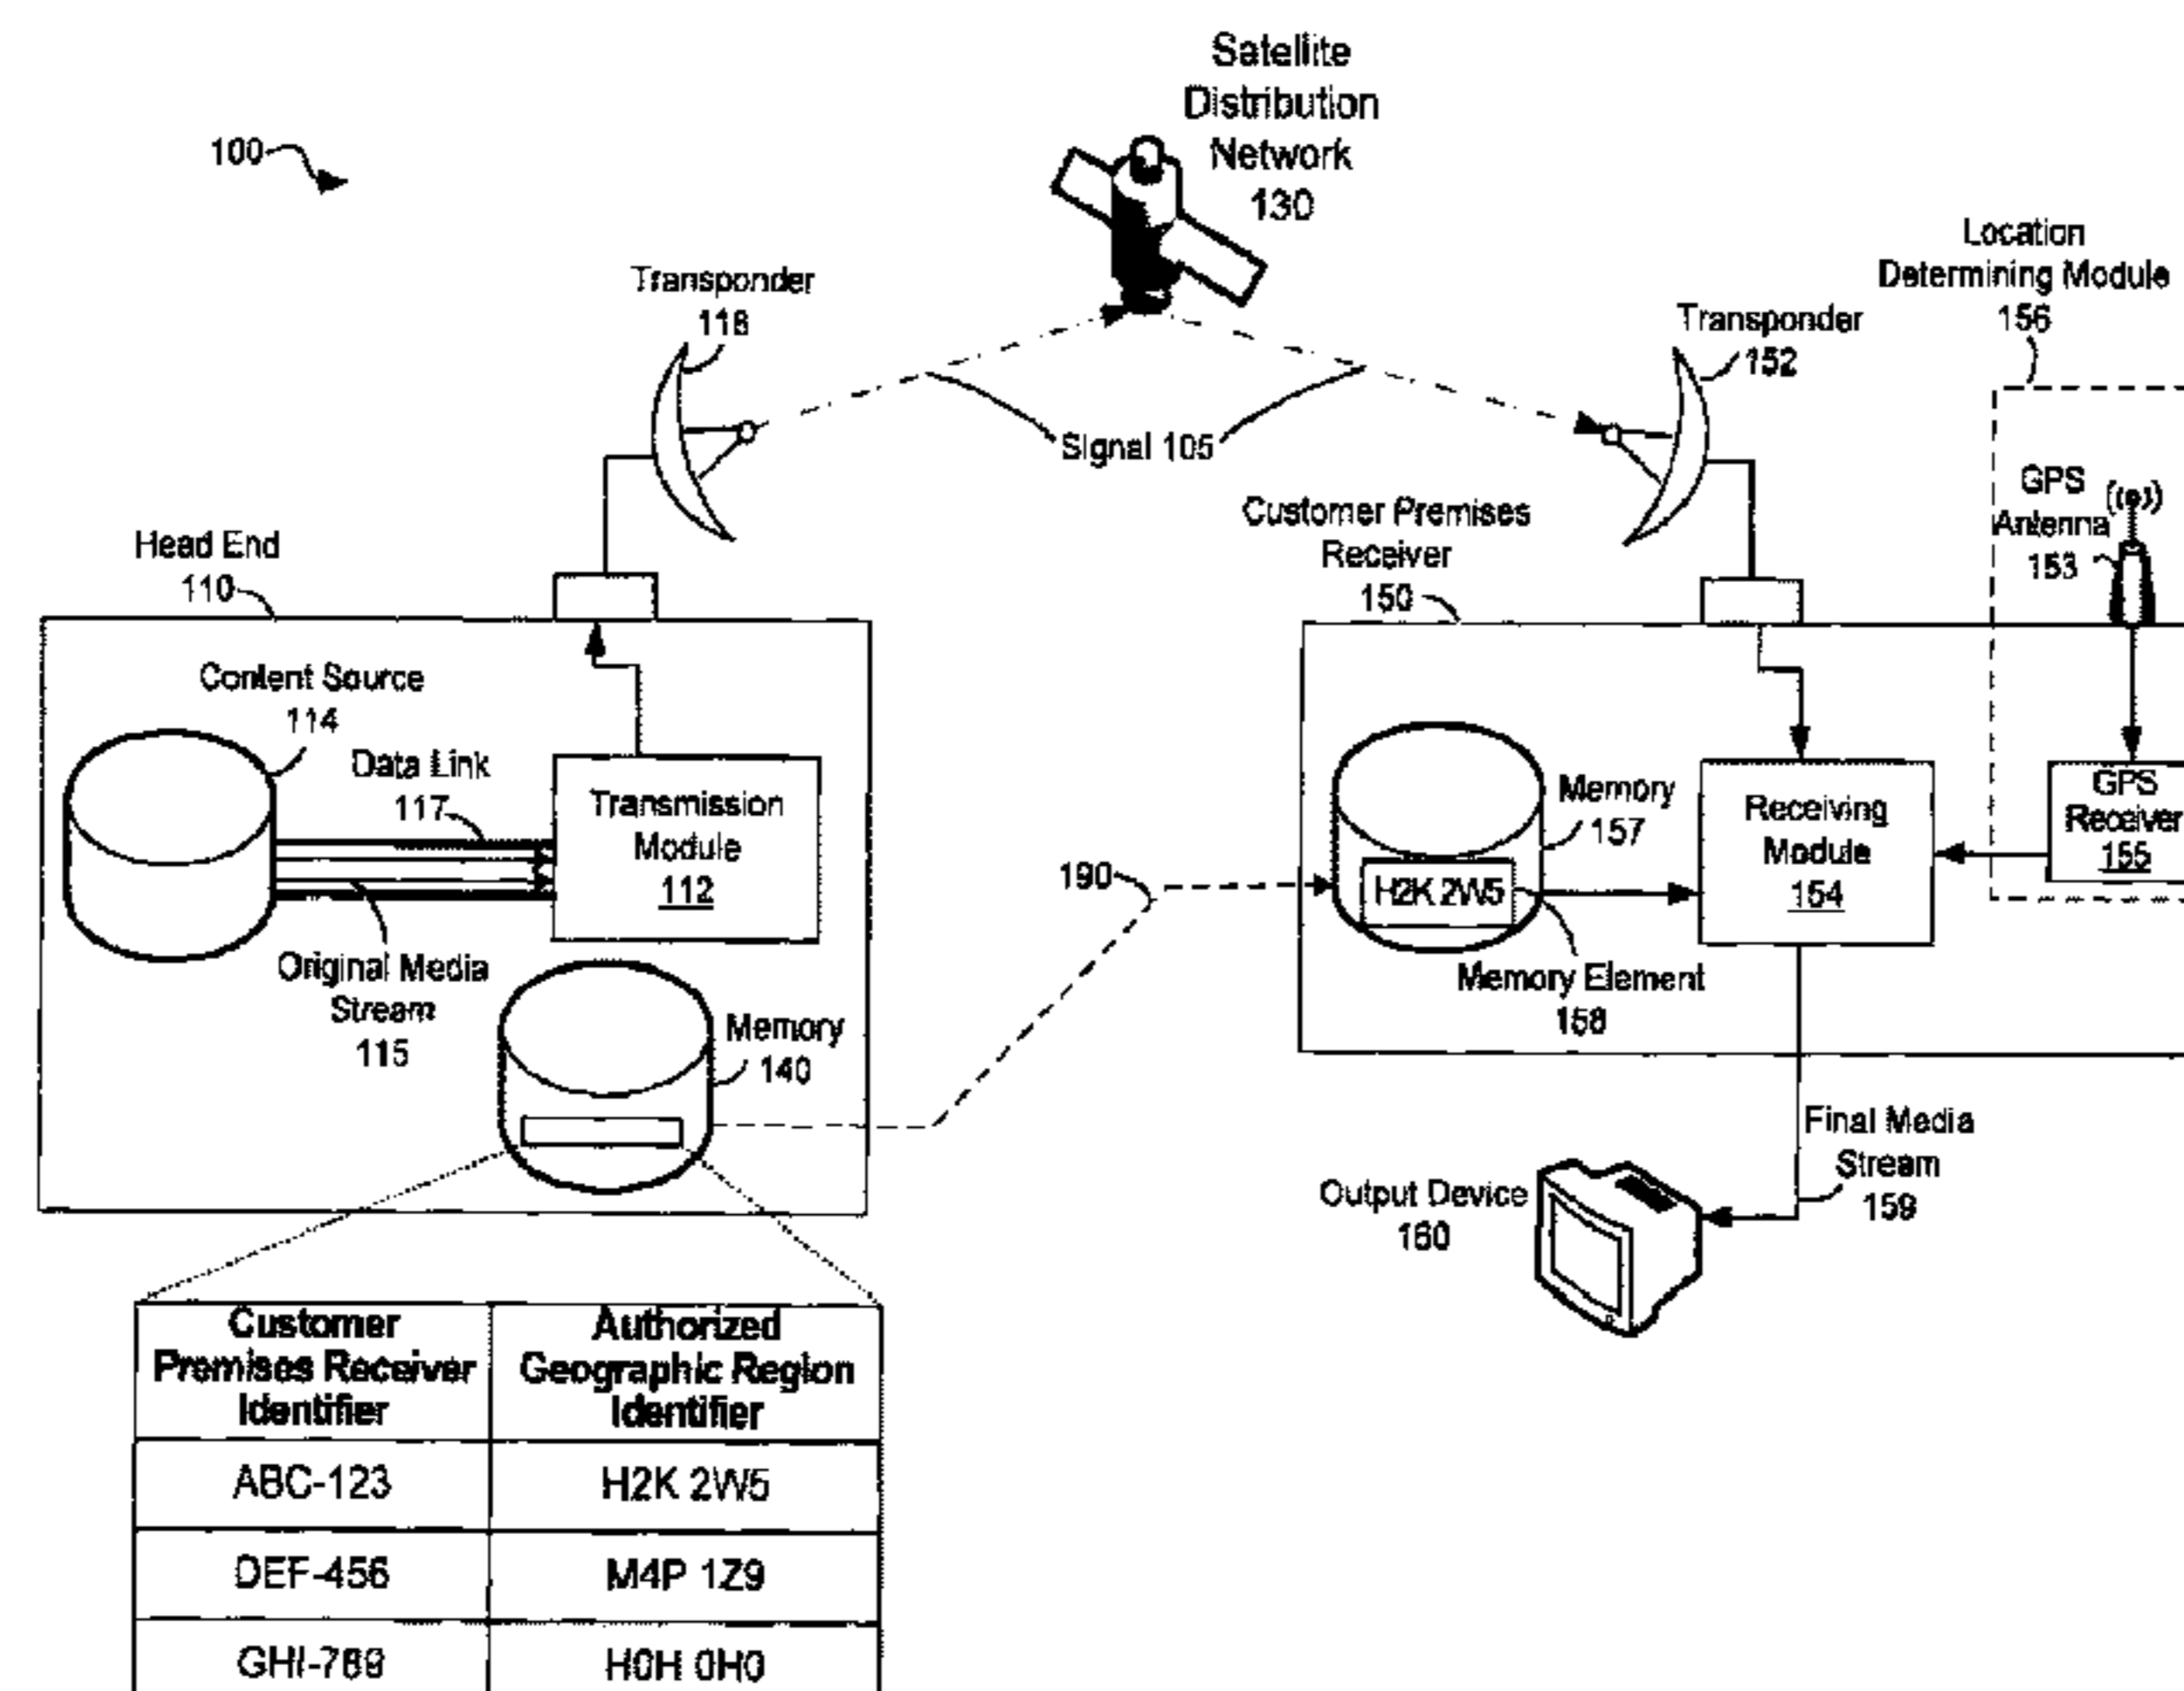 Satellite
Distribution
Network
130
100
Location
Determining Module
156
Transponder
118
Transponder
152
Signal 105
GPS
Antenna
153
Customer Premises
Receiver
150
Head End
110
Content Source
114
Data Link
117
Transmission
Module
112
Original Media
Stream
115
Memory
140
190
Memory
157
H2K 2W5
Memory Element
158
Receiving
Module
154
GPS
Receiver
155
Final Media
Stream
159
Output Device
160
Customer
Premises Receiver
Identifier
Authorized
Geographic Region
Identifier
ABC-123
H2K 2W5
DEF-456
M4P 1Z9
GHI-789
H0H 0H0